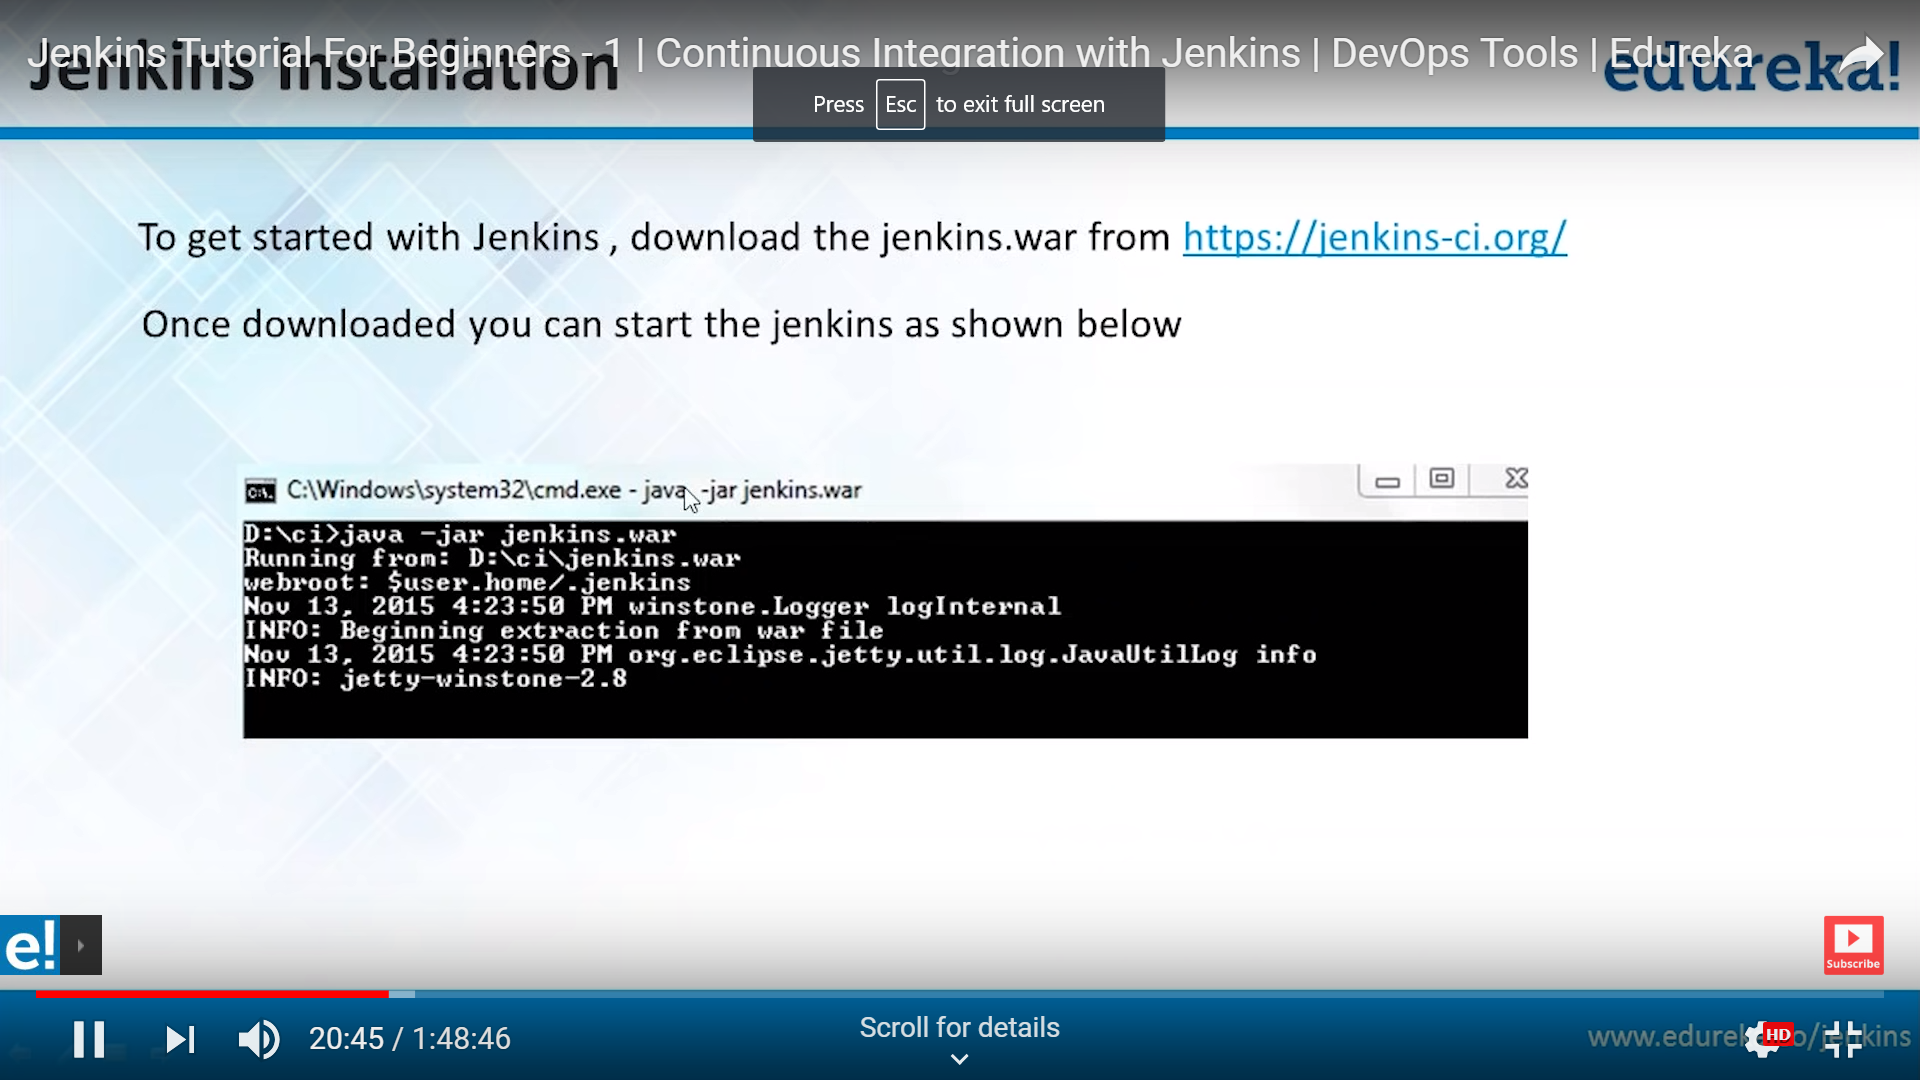 Jenkins Tutorial For Beginners - 1 | Continuous Integration with Jenkins | DevOps Tools | Edureka
Jenkins Installation
edureka!
Press Esc to exit full screen
To get started with Jenkins , download the jenkins.war from https://jenkins-ci.org/
Once downloaded you can start the jenkins as shown below
C:\. C:\Windows\system32\cmd.exe - java -jar jenkins.war
D:\ci>java -jar jenkins.war
Running from: D:\ci\jenkins.war
webroot: $user.home/.jenkins
Nov 13, 2015 4:23:50 PM winstone.Logger logInternal
INFO: Beginning extraction from war file
Nov 13, 2015 4:23:50 PM org.eclipse.jetty.util.log.JavaUtilLog info
INFO: jetty-winstone-2.8
e!
Subscribe
20:45 / 1:48:46
Scroll for details
HD